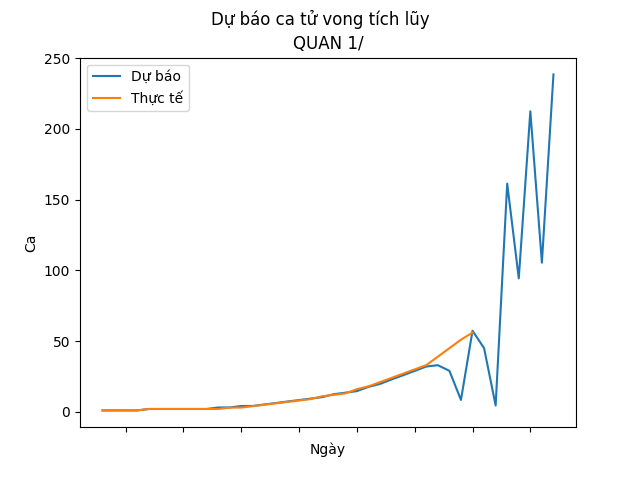 Dự báo ca tử vong tích lũy
QUAN 1/
Dự báo
Thực tế
250
200
150
100
50
0
Ca
Ngày